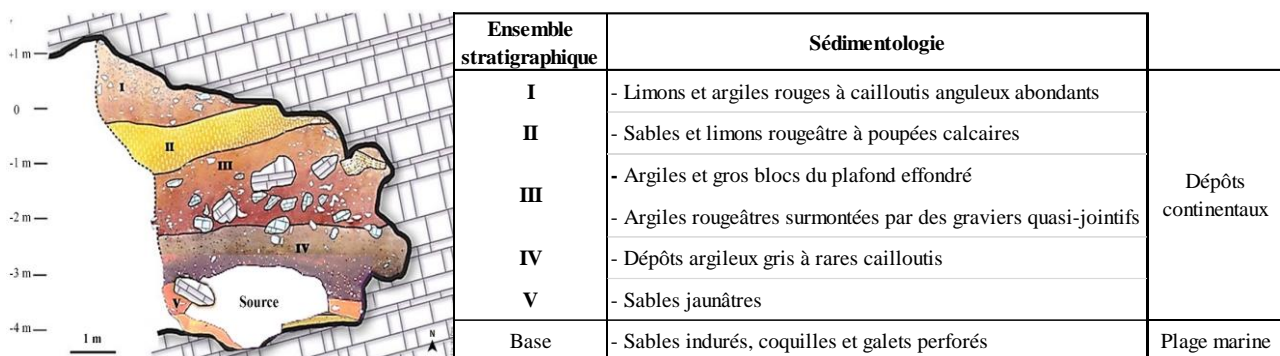 +1 m
0
-1 m
-2 m
-3 m
-4 m
I
II
III
IV
V
Source
1 m
N
Ensemble
stratigraphique
Sédimentologie
I
- Limons et argiles rouges à cailloutis anguleux abondants
II
- Sables et limons rougeâtre à poupées calcaires
III
- Argiles et gros blocs du plafond effondré
- Argiles rougeâtres surmontées par des graviers quasi-jointifs
IV
- Dépôts argileux gris à rares cailloutis
V
- Sables jaunâtres
Dépôts
continentaux
Base
- Sables indurés, coquilles et galets perforés
Plage marine